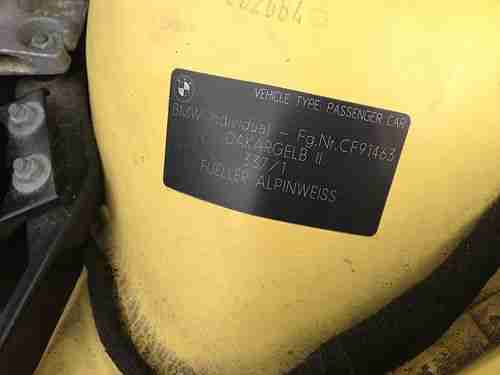 VEHICLE TYPE PASSENGER CAR
BMW Individual - Fg.Nr.CF91463
DAKARGELB II
337/1
FUELLER ALPINWEISS